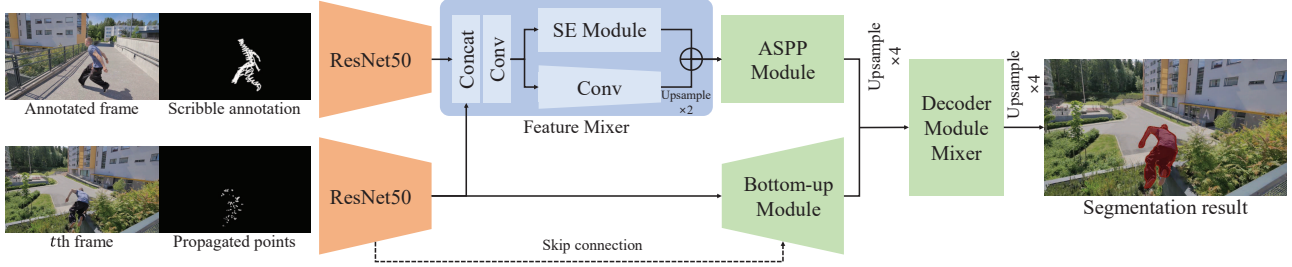 Annotated frame
Scribble annotation
ResNet50
Concat
Conv
SE Module
Conv
Upsample
×2
Feature Mixer
ASPP
Module
Upsample
×4
Decoder
Module
Mixer
Upsample
×4
Segmentation result
tth frame
Propagated points
ResNet50
Bottom-up
Module
Skip connection